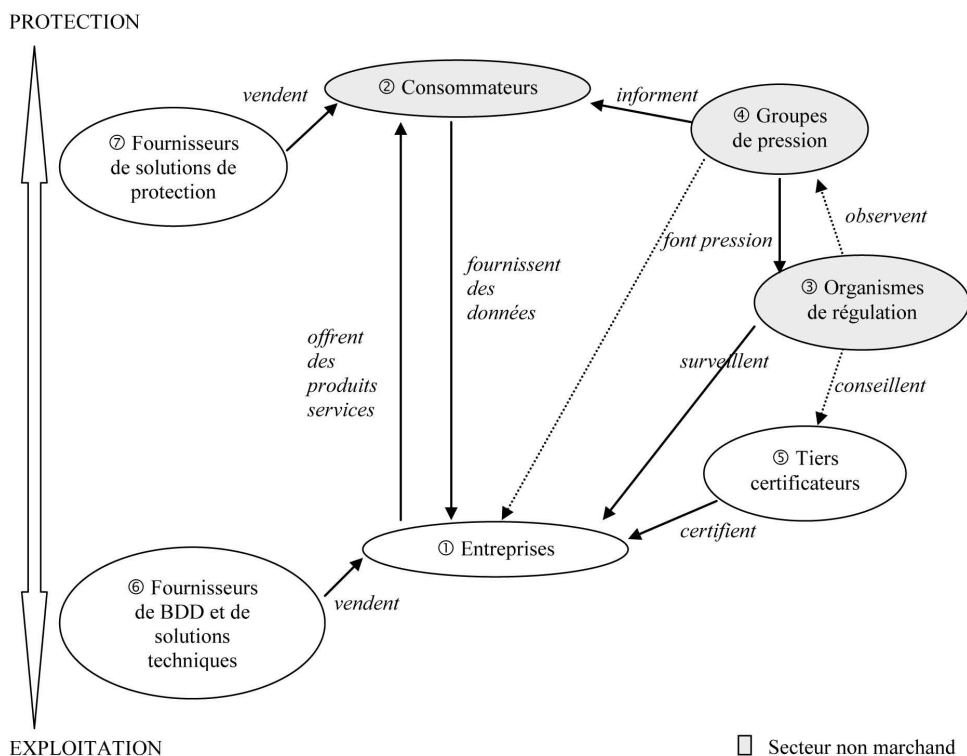 PROTECTION
vendent
② Consommateurs
informent
④ Groupes
de pression
⑦ Fournisseurs
de solutions de
protection
observent
font pression
fournissent
des
données
③ Organismes
de régulation
offrent
des
produits
services
surveillent
conseillent
⑤ Tiers
certificateurs
certifient
① Entreprises
⑥ Fournisseurs
de BDD et de
solutions
techniques
vendent
EXPLOITATION
Secteur non marchand